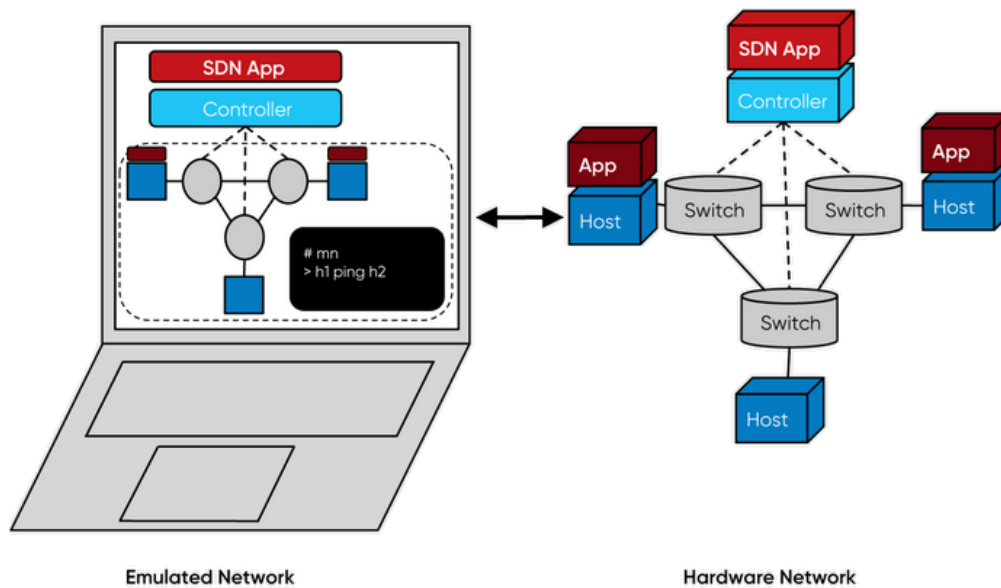 SDN App
Controller
# mn
> h1 ping h2
SDN App
Controller
App
Host
Switch
Switch
App
Host
Switch
Host
Emulated Network
Hardware Network